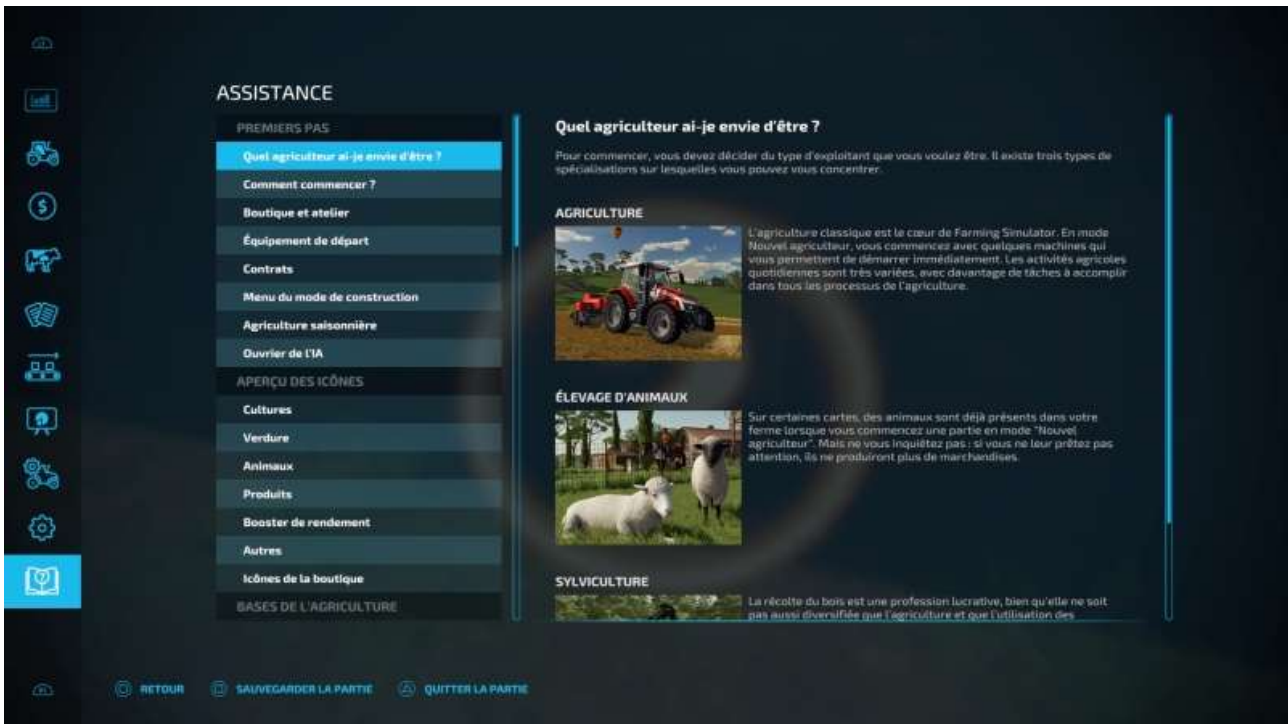 ASSISTANCE
PREMIERS PAS
Quel agriculteur ai-je envie d'être ?
Comment commencer ?
Boutique et atelier
Équipement de départ
Contrats
Menu du mode de construction
Agriculture saisonnière
Ouvrier de l'IA
APERÇU DES ICÔNES
Cultures
Verdure
Animaux
Produits
Booster de rendement
Autres
Icônes de la boutique
BASES DE L'AGRICULTURE
Quel agriculteur ai-je envie d'être ?
Pour commencer, vous devez décider du type d'exploitant que vous voulez être. Il existe trois types de
spécialisations sur lesquelles vous pouvez vous concentrer.
AGRICULTURE
L'agriculture classique est le cœur de Farming Simulator. En mode
Nouvel agriculteur, vous commencez avec quelques machines qui
vous permettent de démarrer immédiatement. Les activités agricoles
quotidiennes sont très variées, avec davantage de tâches à accomplir
dans tous les processus de l'agriculture.
ÉLEVAGE D'ANIMAUX
Sur certaines cartes, des animaux sont déjà présents dans votre
ferme lorsque vous commencez une partie en mode "Nouvel
agriculteur". Mais ne vous inquiétez pas : si vous ne leur prêtez pas
attention, ils ne produiront plus de marchandises.
SYLVICULTURE
La récolte du bois est une profession lucrative, bien qu'elle ne soit
pas aussi diversifiée que l'agriculture et que l'utilisation des
RETOUR
SAUVEGARDER LA PARTIE
QUITTER LA PARTIE